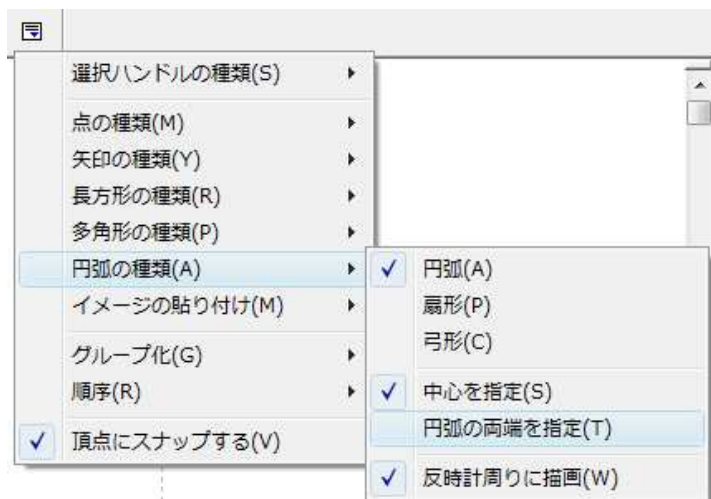 選択ハンドルの種類(S)
点の種類(M)
矢印の種類(Y)
長方形の種類(R)
多角形の種類(P)
円弧の種類(A)
イメージの貼り付け(M)
グループ化(G)
順序(R)
頂点にスナップする(V)
円弧(A)
扇形(P)
弓形(C)
中心を指定(S)
円弧の両端を指定(T)
反時計周りに描画(W)